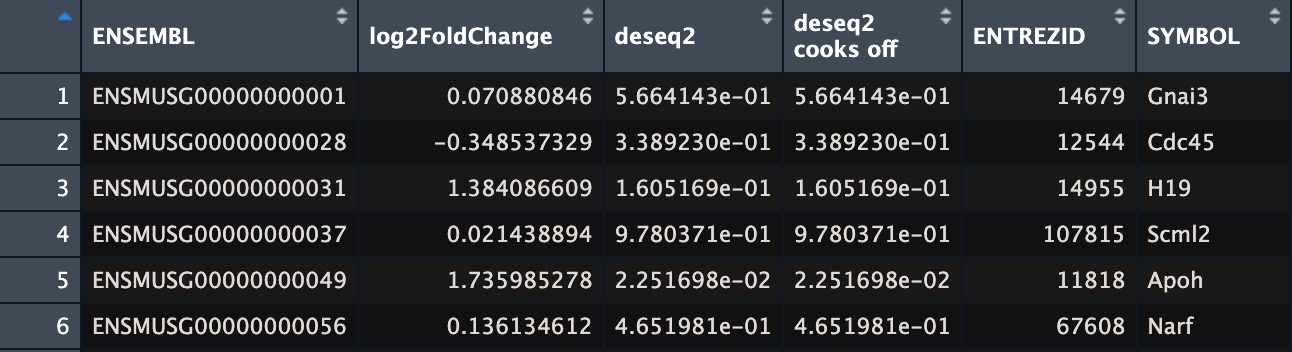 ENSEMBL log2FoldChange deseq2 deseq2 cooks off ENTREZID SYMBOL
1 ENSMUSG00000000001 0.070880846 5.664143e-01 5.664143e-01 14679 Gnai3
2 ENSMUSG00000000028 -0.348537329 3.389230e-01 3.389230e-01 12544 Cdc45
3 ENSMUSG00000000031 1.384086609 1.605169e-01 1.605169e-01 14955 H19
4 ENSMUSG00000000037 0.021438894 9.780371e-01 9.780371e-01 107815 Scml2
5 ENSMUSG00000000049 1.735985278 2.251698e-02 2.251698e-02 11818 Apoh
6 ENSMUSG00000000056 0.136134612 4.651981e-01 4.651981e-01 67608 Narf